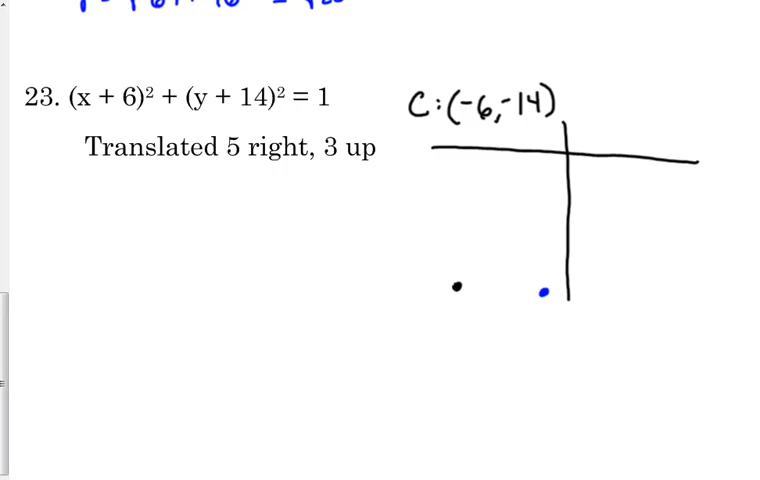 23. (x + 6)² + (y + 14)² = 1
C:(-6,-14)
Translated 5 right, 3 up